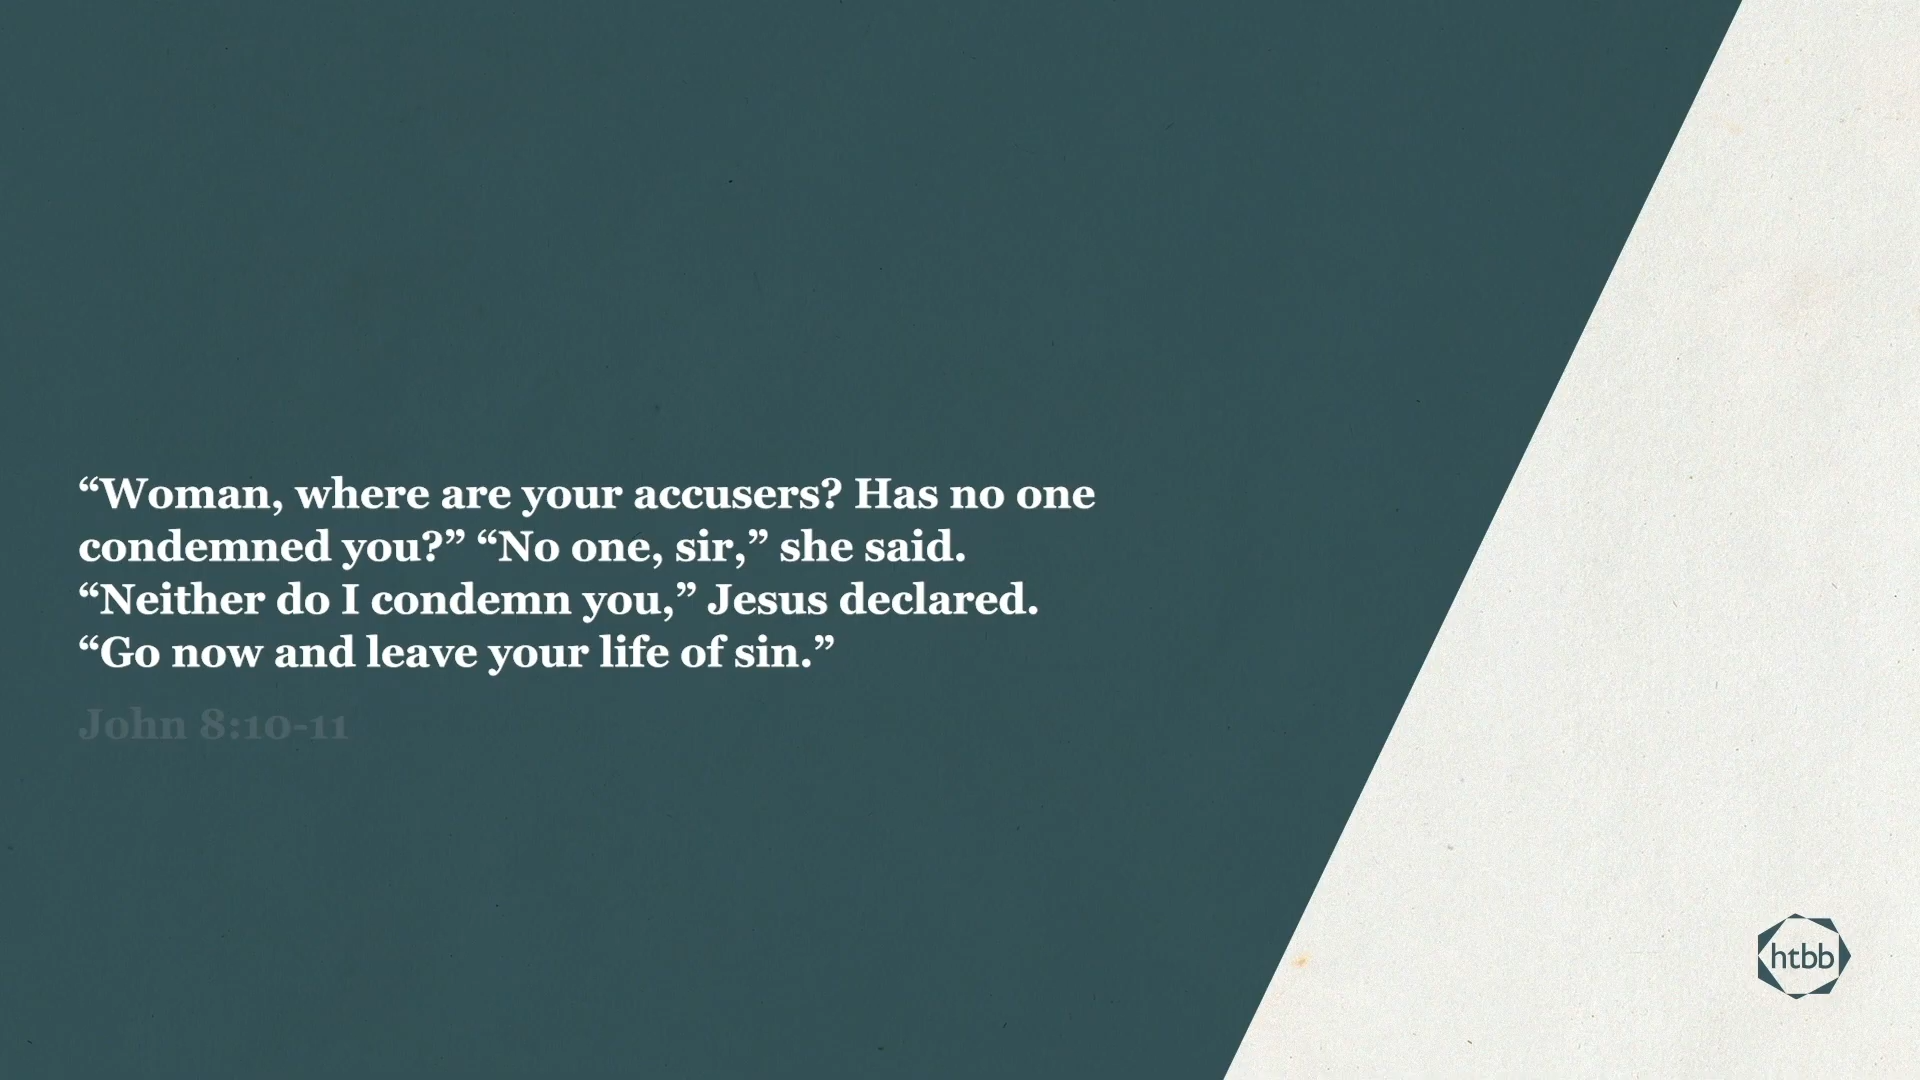 “Woman, where are your accusers? Has no one
condemned you?” “No one, sir,” she said.
“Neither do I condemn you,” Jesus declared.
“Go now and leave your life of sin.”
John 8:10-11
htbb